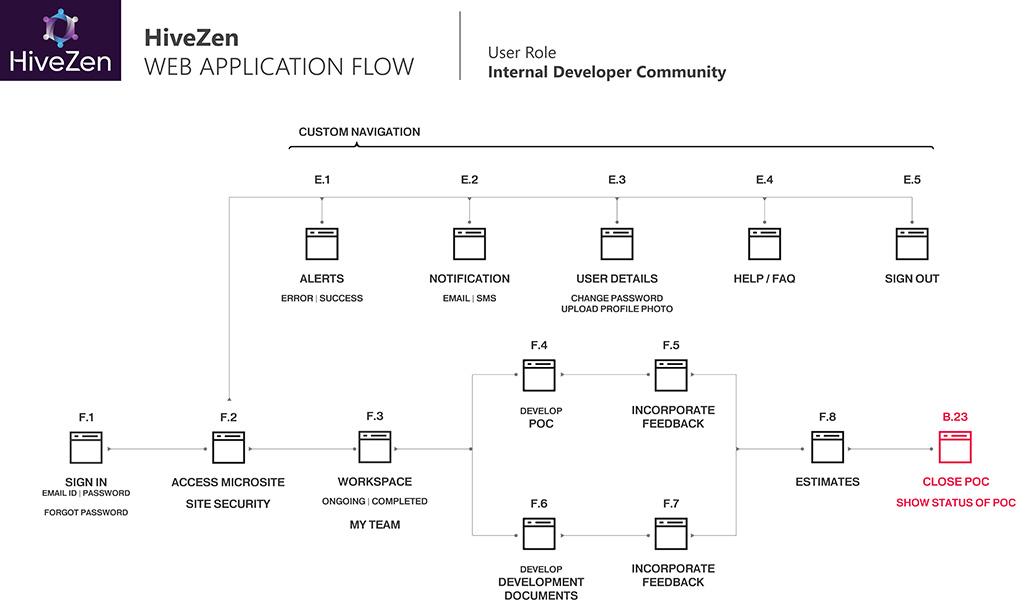 HiveZen
HiveZen
WEB APPLICATION FLOW
User Role
Internal Developer Community
CUSTOM NAVIGATION
E.1
E.2
E.3
E.4
E.5
ALERTS
ERROR | SUCCESS
NOTIFICATION
EMAIL | SMS
USER DETAILS
CHANGE PASSWORD
UPLOAD PROFILE PHOTO
HELP / FAQ
SIGN OUT
F.1
SIGN IN
EMAIL ID | PASSWORD
FORGOT PASSWORD
F.2
ACCESS MICROSITE
SITE SECURITY
F.3
WORKSPACE
ONGOING | COMPLETED
MY TEAM
F.4
DEVELOP
POC
F.5
INCORPORATE
FEEDBACK
F.6
DEVELOP
DEVELOPMENT
DOCUMENTS
F.7
INCORPORATE
FEEDBACK
F.8
ESTIMATES
B.23
CLOSE POC
SHOW STATUS OF POC